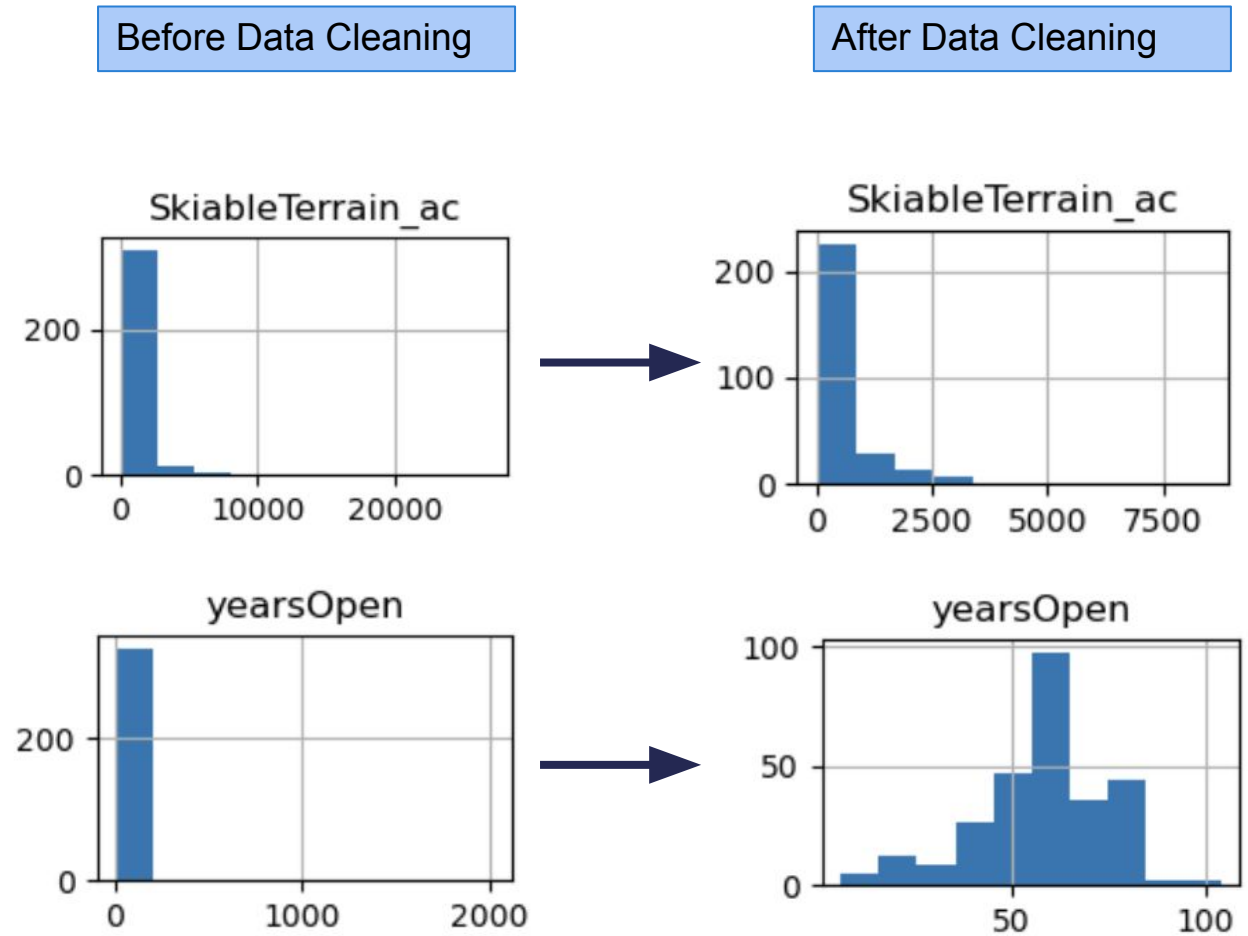 Before Data Cleaning
After Data Cleaning
SkiableTerrain_ac
200
0
0 10000 20000
SkiableTerrain_ac
200
100
0
0 2500 5000 7500
yearsOpen
200
0
0 1000 2000
yearsOpen
100
50
0
50 100